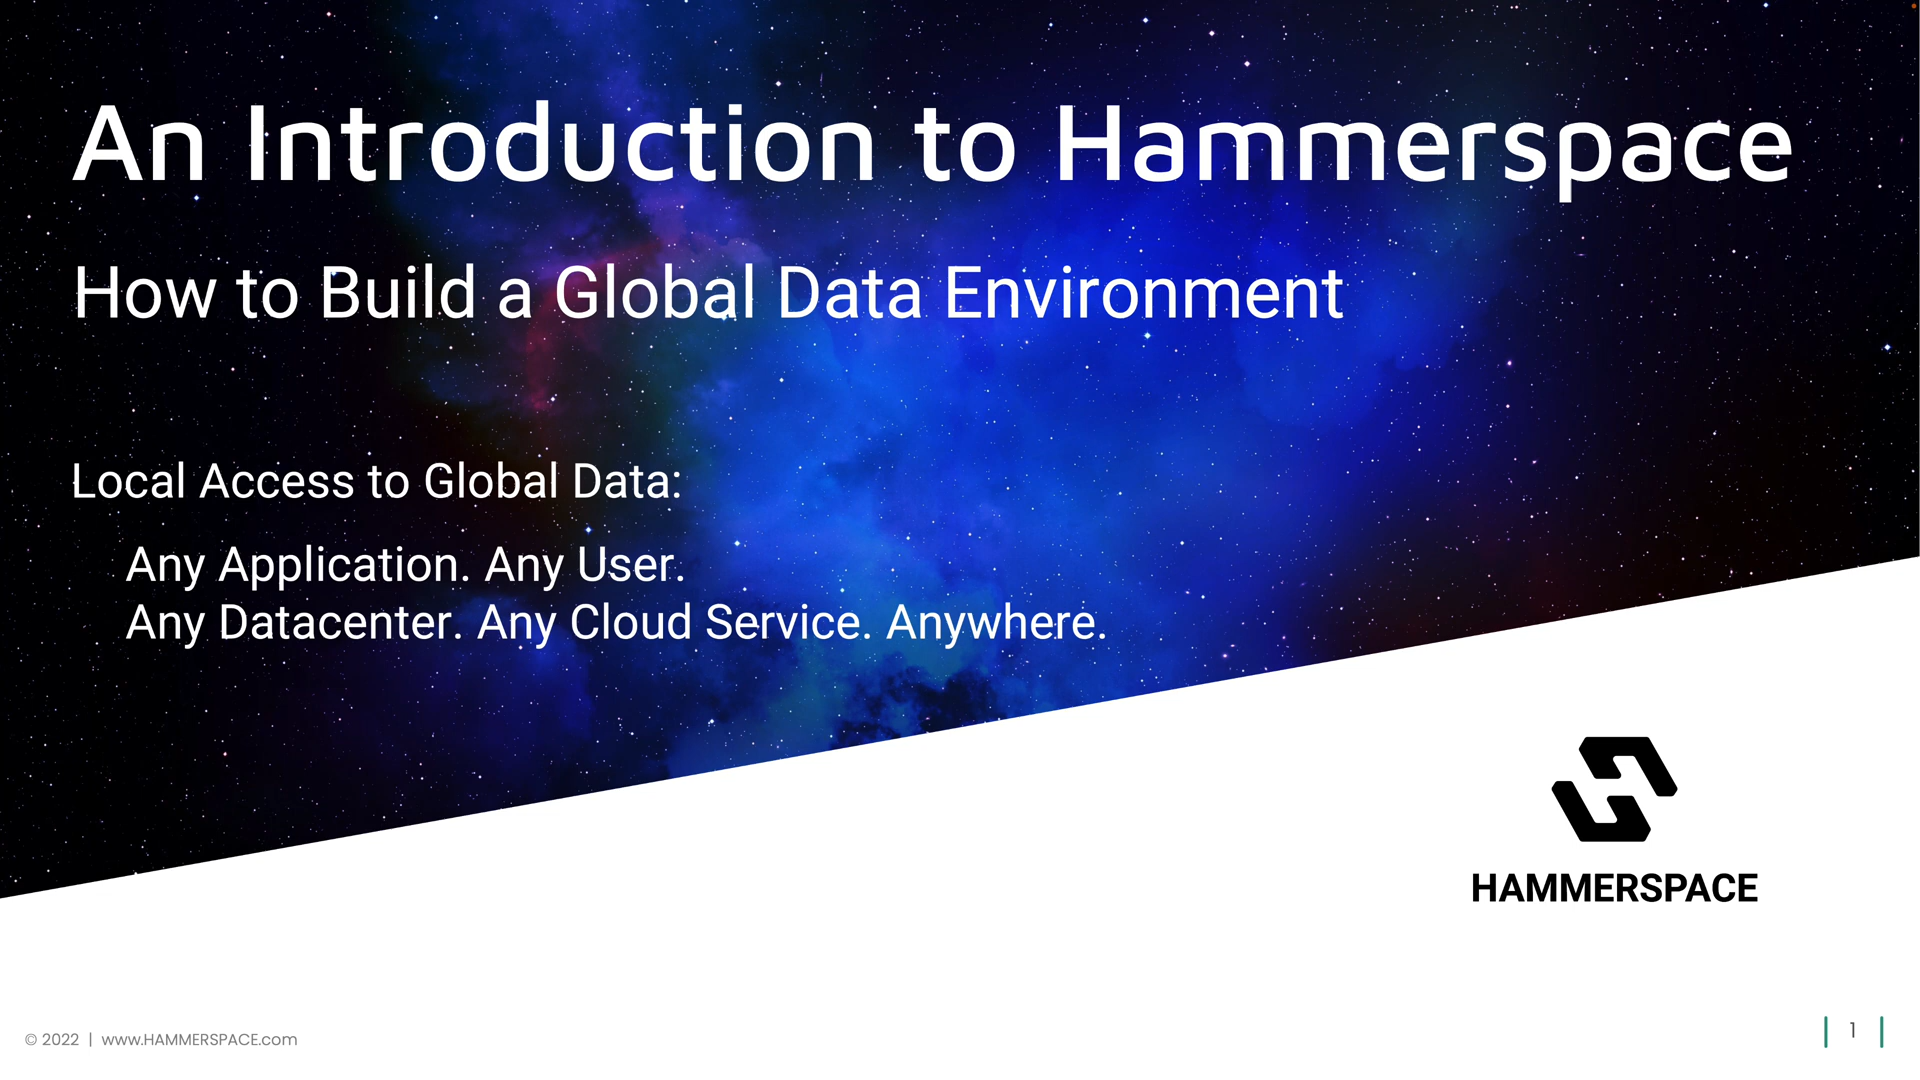 An Introduction to Hammerspace
How to Build a Global Data Environment
Local Access to Global Data:
Any Application. Any User.
Any Datacenter. Any Cloud Service. Anywhere.
HAMMERSPACE
© 2022 | www.HAMMERSPACE.com
1